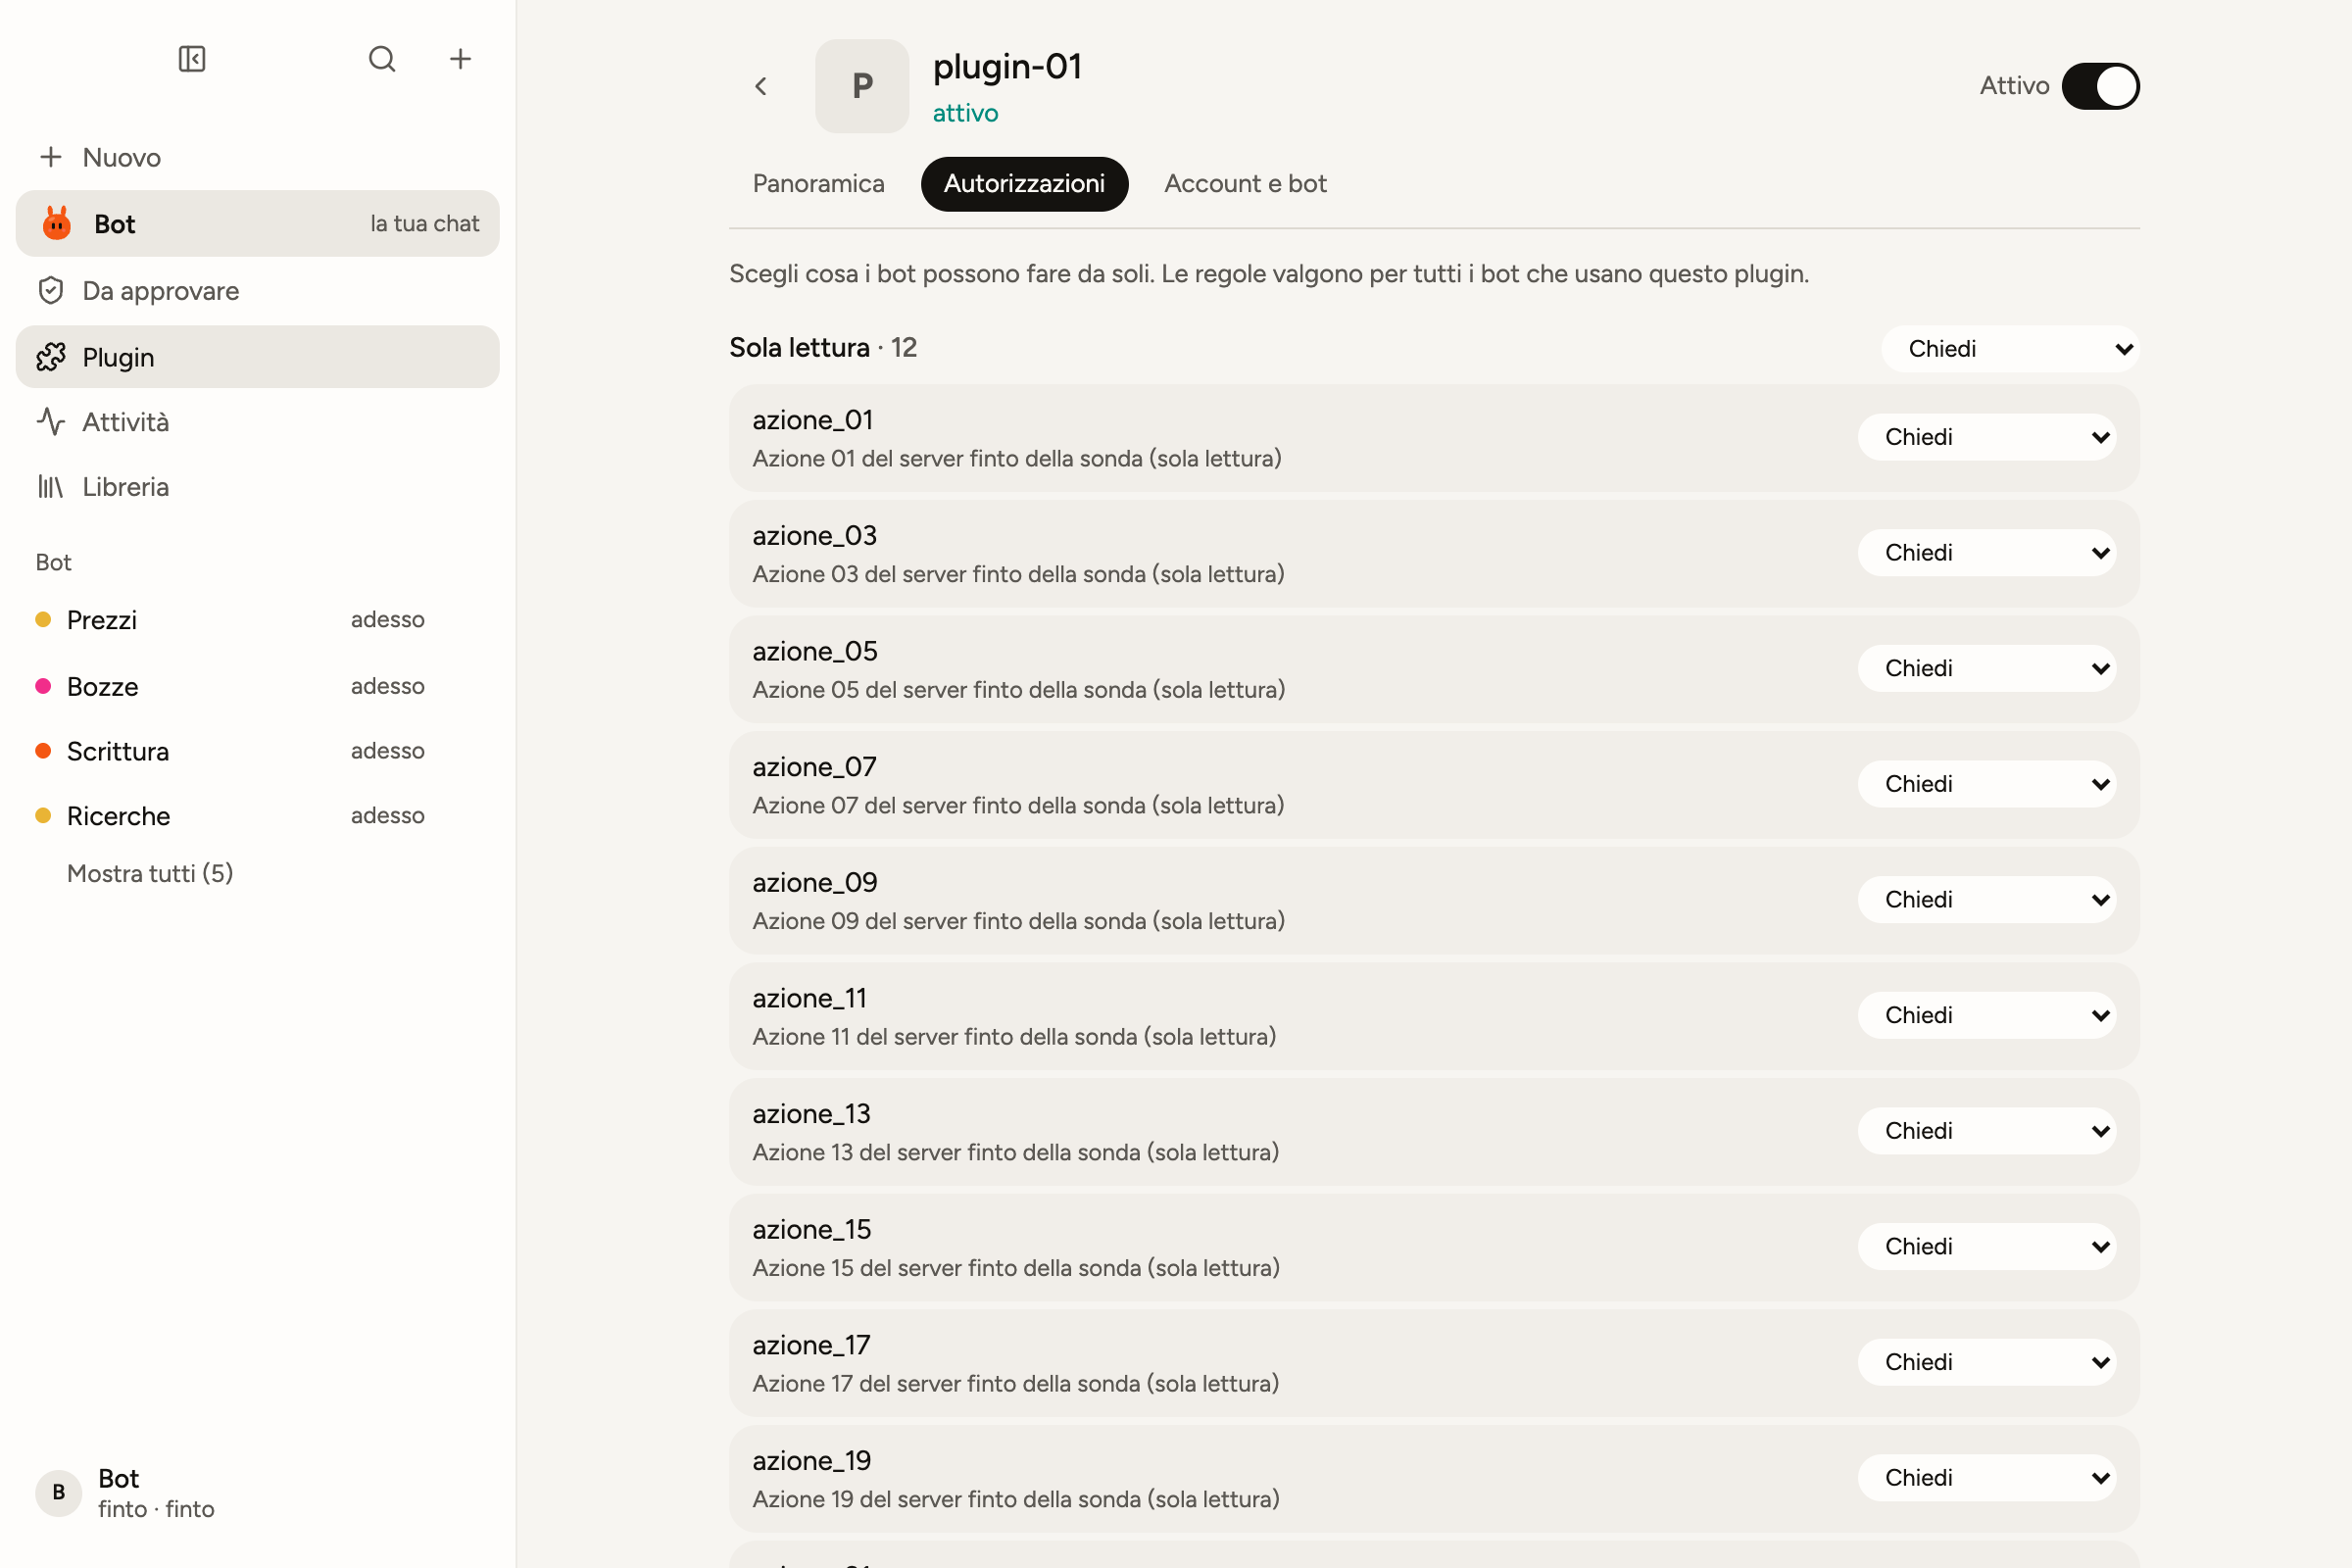 Nuovo
Bot la tua chat
Da approvare
Plugin
Attività
Libreria
Bot
Prezzi adesso
Bozze adesso
Scrittura adesso
Ricerche adesso
Mostra tutti (5)
B
Bot
finto · finto
P
plugin-01
attivo
Attivo
Panoramica Autorizzazioni Account e bot
Scegli cosa i bot possono fare da soli. Le regole valgono per tutti i bot che usano questo plugin.
Sola lettura · 12 Chiedi
azione_01
Azione 01 del server finto della sonda (sola lettura)
Chiedi
azione_03
Azione 03 del server finto della sonda (sola lettura)
Chiedi
azione_05
Azione 05 del server finto della sonda (sola lettura)
Chiedi
azione_07
Azione 07 del server finto della sonda (sola lettura)
Chiedi
azione_09
Azione 09 del server finto della sonda (sola lettura)
Chiedi
azione_11
Azione 11 del server finto della sonda (sola lettura)
Chiedi
azione_13
Azione 13 del server finto della sonda (sola lettura)
Chiedi
azione_15
Azione 15 del server finto della sonda (sola lettura)
Chiedi
azione_17
Azione 17 del server finto della sonda (sola lettura)
Chiedi
azione_19
Azione 19 del server finto della sonda (sola lettura)
Chiedi